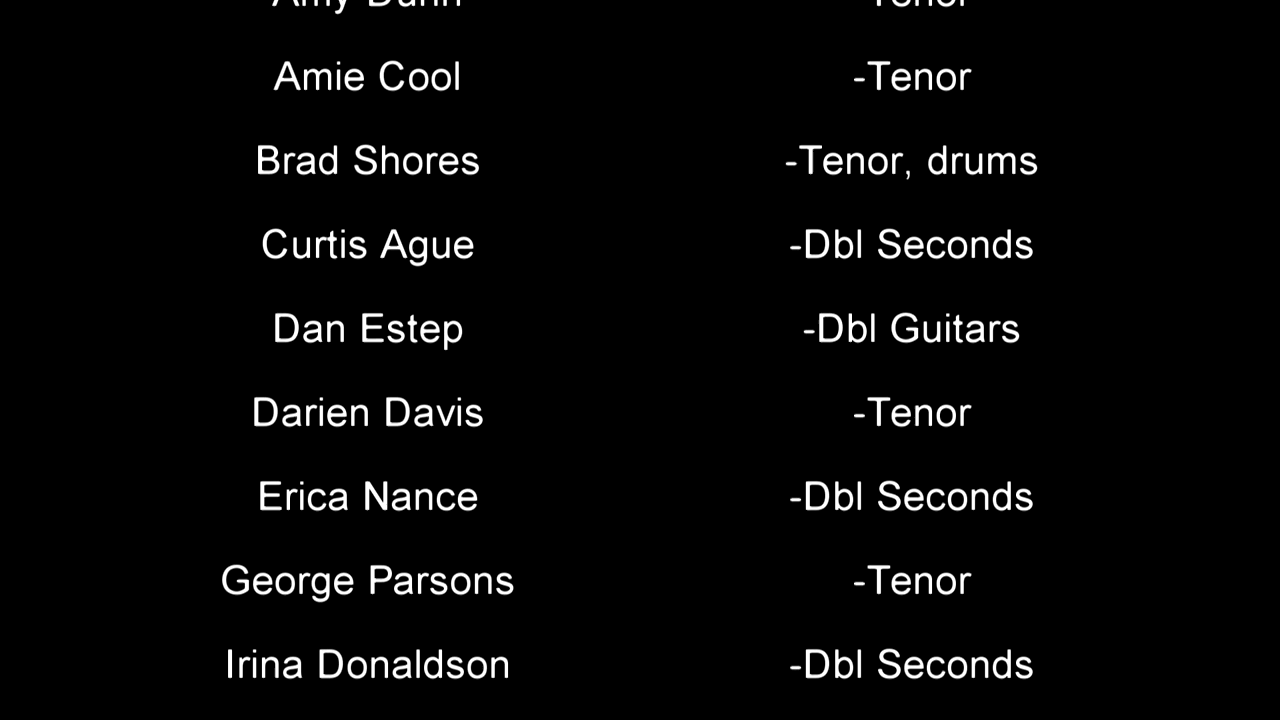 Amie Cool -Tenor
Brad Shores -Tenor, drums
Curtis Ague -Dbl Seconds
Dan Estep -Dbl Guitars
Darien Davis -Tenor
Erica Nance -Dbl Seconds
George Parsons -Tenor
Irina Donaldson -Dbl Seconds